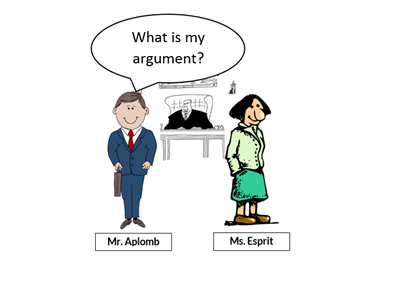 What is my
argument?
Mr. Aplomb
Ms. Esprit